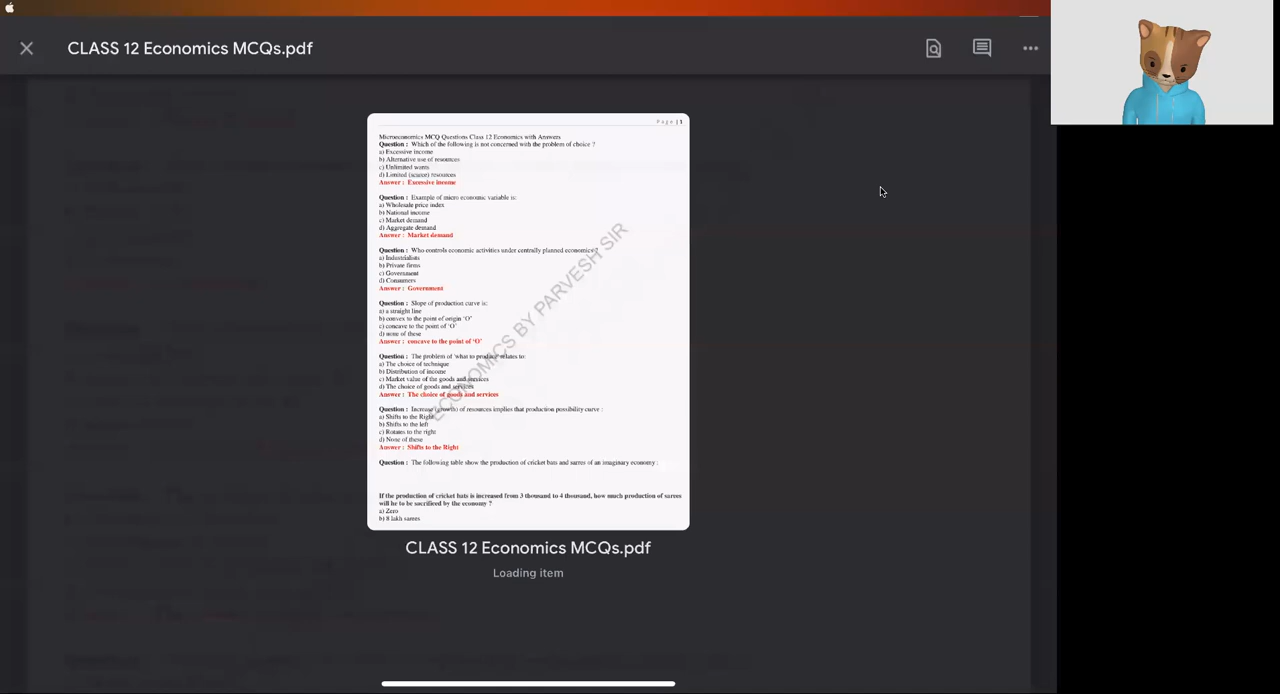 CLASS 12 Economics MCQs.pdf
Page | 1
Microeconomics MCQ Questions Class 12 Economics with Answers
Question : Which of the following is not concerned with the problem of choice ?
a) Excessive income
b) Alternative use of resources
c) Unlimited wants
d) Limited (scarce) resources
Answer : Excessive income
Question : Example of micro economic variable is:
a) Wholesale price index
b) National income
c) Market demand
d) Aggregate demand
Answer : Market demand
Question : Who controls economic activities under centrally planned economics ?
a) Industrialists
b) Private firms
c) Government
d) Consumers
Answer : Government
Question : Slope of production curve is:
a) a straight line
b) convex to the point of origin ‘O’
c) concave to the point of ‘O’
d) none of these
Answer : concave to the point of ‘O’
Question : The problem of 'what to produce' relates to:
a) The choice of technique
b) Distribution of income
c) Market value of the goods and services
d) The choice of goods and services
Answer : The choice of goods and services
Question : Increase (growth) of resources implies that production possibility curve :
a) Shifts to the Right
b) Shifts to the left
c) Rotates to the right
d) None of these
Answer : Shifts to the Right
Question : The following table show the production of cricket bats and sarres of an imaginary economy :
If the production of cricket bats is increased from 3 thousand to 4 thousand, how much production of sarees
will he to be sacrificed by the economy ?
a) Zero
b) 8 lakh sarees
ECONOMICS BY PARVESH SIR
CLASS 12 Economics MCQs.pdf
Loading item